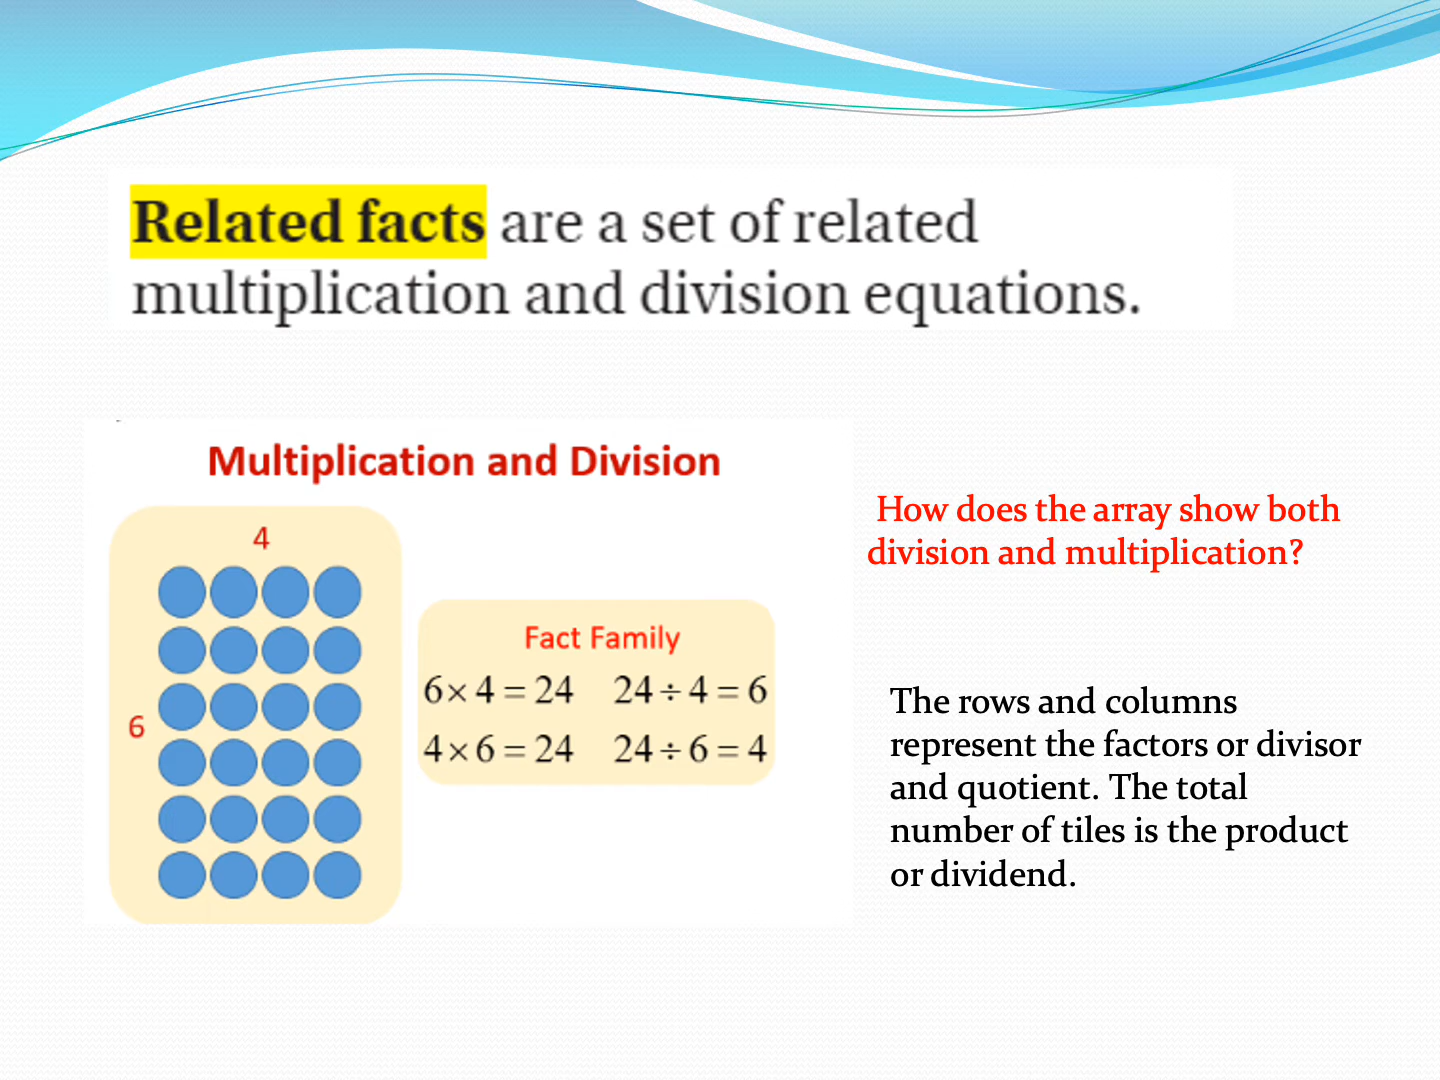 Related facts are a set of related
multiplication and division equations.
Multiplication and Division
4
6
Fact Family
6 × 4 = 24 24 ÷ 4 = 6
4 × 6 = 24 24 ÷ 6 = 4
How does the array show both
division and multiplication?
The rows and columns
represent the factors or divisor
and quotient. The total
number of tiles is the product
or dividend.